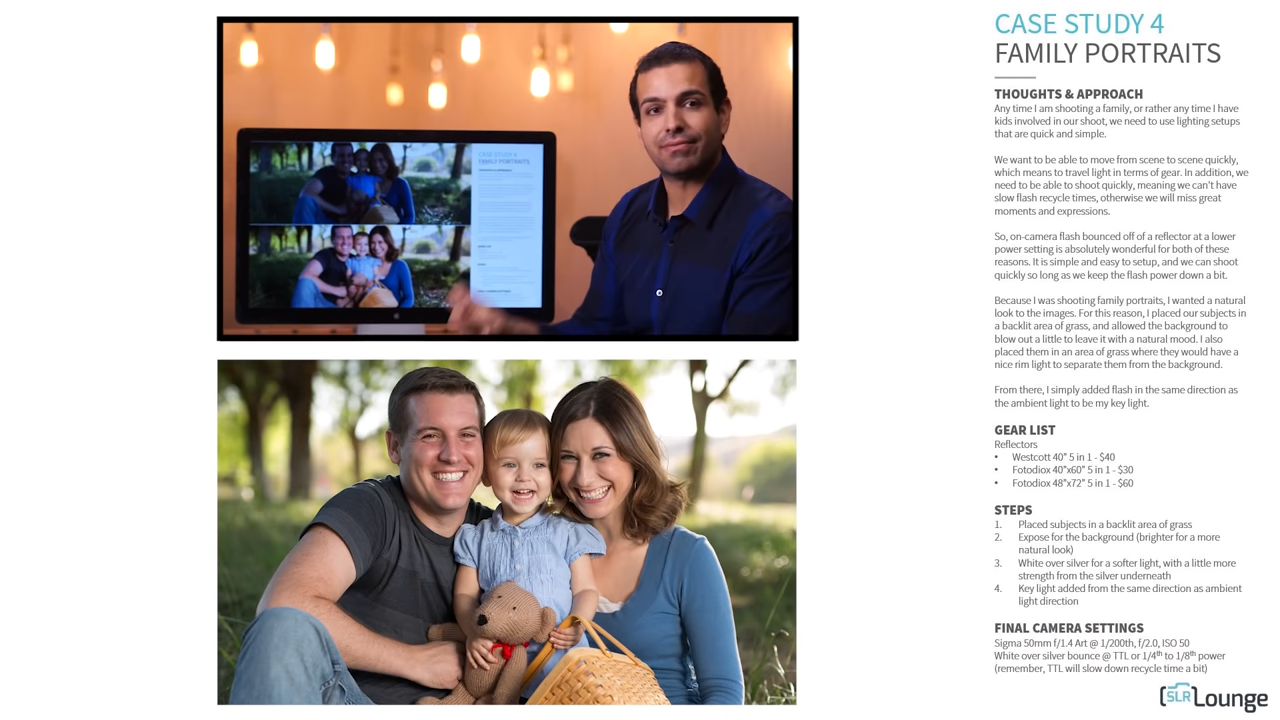 CASE STUDY 4
FAMILY PORTRAITS
THOUGHTS & APPROACH
Any time I am shooting a family, or rather any time I have
kids involved in our shoot, we need to use lighting setups
that are quick and simple.
We want to be able to move from scene to scene quickly,
which means to travel light in terms of gear. In addition, we
need to be able to shoot quickly, meaning we can't have
slow flash recycle times, otherwise we will miss great
moments and expressions.
So, on-camera flash bounced off of a reflector at a lower
power setting is absolutely wonderful for both of these
reasons. It is simple and easy to setup, and we can shoot
quickly so long as we keep the flash power down a bit.
Because I was shooting family portraits, I wanted a natural
look to the images. For this reason, I placed our subjects in
a backlit area of grass, and allowed the background to
blow out a little to leave it with a natural mood. I also
placed them in an area of grass where they would have a
nice rim light to separate them from the background.
From there, I simply added flash in the same direction as
the ambient light to be my key light.
GEAR LIST
Reflectors
• Westcott 40" 5 in 1 - $40
• Fotodiox 40"x60" 5 in 1 - $30
• Fotodiox 48"x72" 5 in 1 - $60
STEPS
1. Placed subjects in a backlit area of grass
2. Expose for the background (brighter for a more
natural look)
3. White over silver for a softer light, with a little more
strength from the silver underneath
4. Key light added from the same direction as ambient
light direction
FINAL CAMERA SETTINGS
Sigma 50mm f/1.4 Art @ 1/200th, f/2.0, ISO 50
White over silver bounce @ TTL or 1/4th to 1/8th power
(remember, TTL will slow down recycle time a bit)
SLR Lounge
CASE STUDY 4
FAMILY PORTRAITS